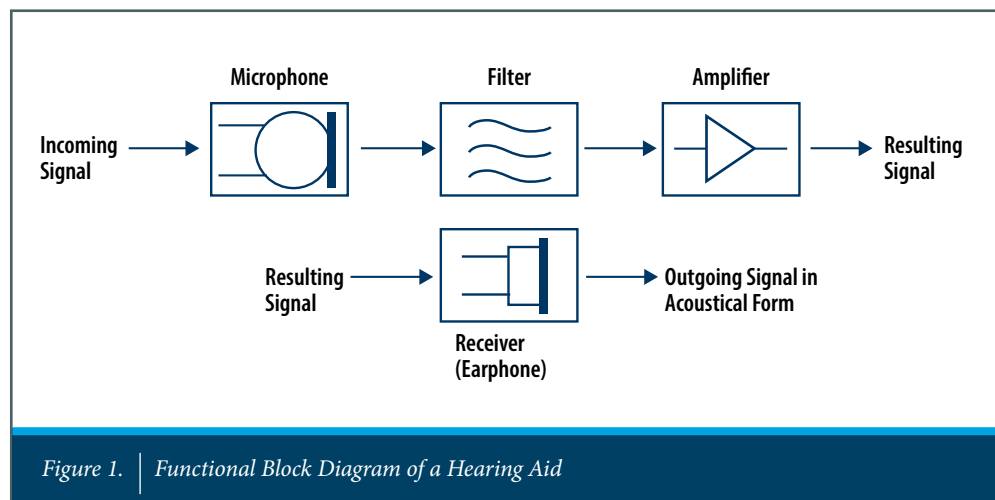 Microphone
Filter
Amplifier
Incoming
Signal
Resulting
Signal
Resulting
Signal
Outgoing Signal in
Acoustical Form
Receiver
(Earphone)
Figure 1. Functional Block Diagram of a Hearing Aid